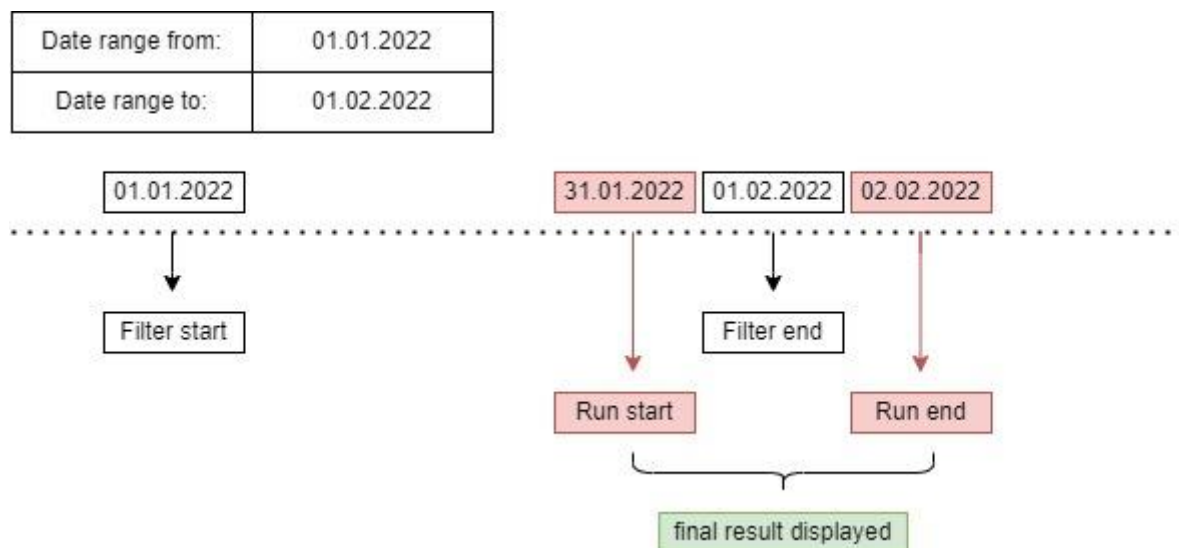 Date range from: 01.01.2022
Date range to: 01.02.2022
01.01.2022 31.01.2022 01.02.2022 02.02.2022
Filter start Filter end
Run start Run end
final result displayed